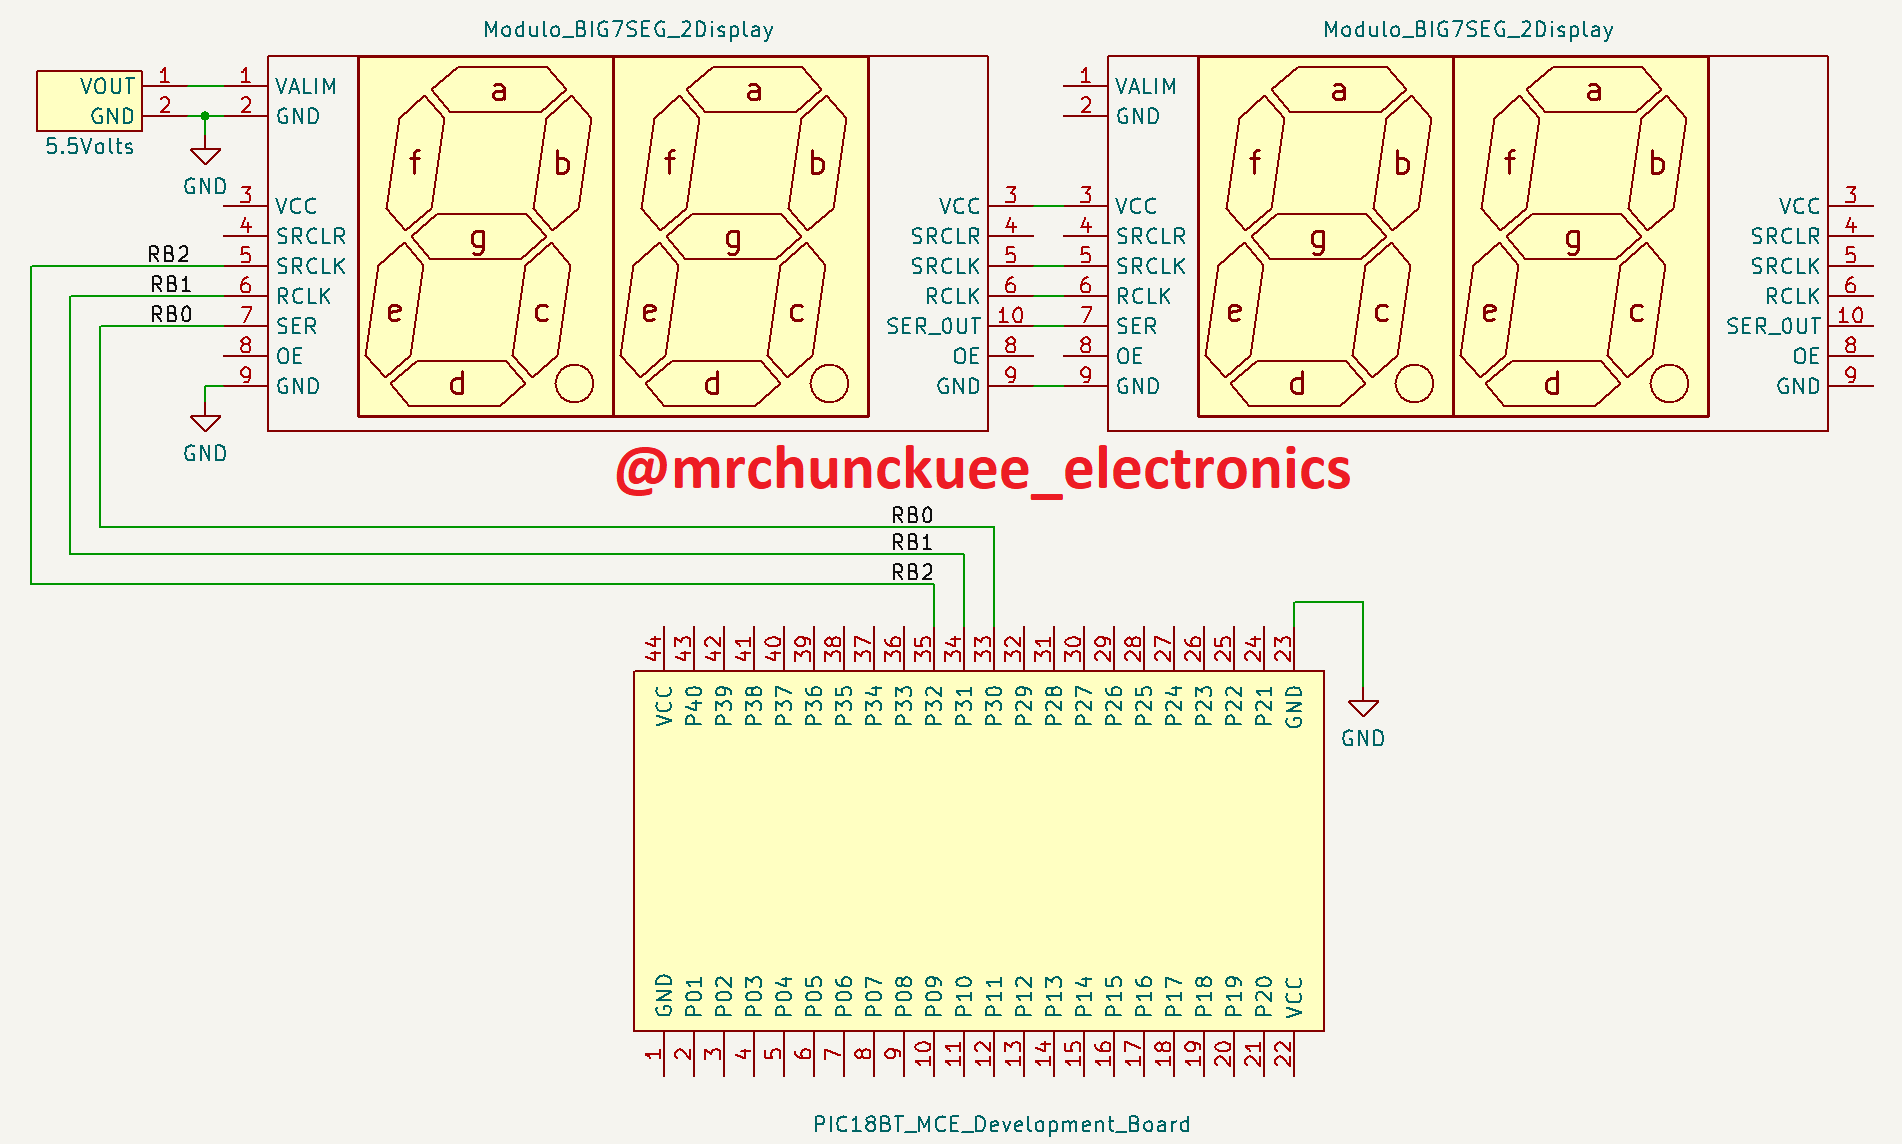 Modulo_BIG7SEG_2Display
Modulo_BIG7SEG_2Display
VOUT 1
GND 2
5.5Volts
GND
1 VALIM
2 GND
3 VCC
4 SRCLR
RB2 5 SRCLK
RB1 6 RCLK
RB0 7 SER
8 OE
9 GND
GND
a
f b
g
e c
d
a
f b
g
e c
d
VCC 3
SRCLR 4
SRCLK 5
RCLK 6
SER_OUT 10
OE 8
GND 9
1 VALIM
2 GND
3 VCC
4 SRCLR
5 SRCLK
6 RCLK
7 SER
8 OE
9 GND
a
f b
g
e c
d
a
f b
g
e c
d
VCC 3
SRCLR 4
SRCLK 5
RCLK 6
SER_OUT 10
OE 8
GND 9
@mrchunckuee_electronics
RB0
RB1
RB2
44 43 42 41 40 39 38 37 36 35 34 33 32 31 30 29 28 27 26 25 24 23
VCC P40 P39 P38 P37 P36 P35 P34 P33 P32 P31 P30 P29 P28 P27 P26 P25 P24 P23 P22 P21 GND
GND
GND P01 P02 P03 P04 P05 P06 P07 P08 P09 P10 P11 P12 P13 P14 P15 P16 P17 P18 P19 P20 VCC
1 2 3 4 5 6 7 8 9 10 11 12 13 14 15 16 17 18 19 20 21 22
PIC18BT_MCE_Development_Board